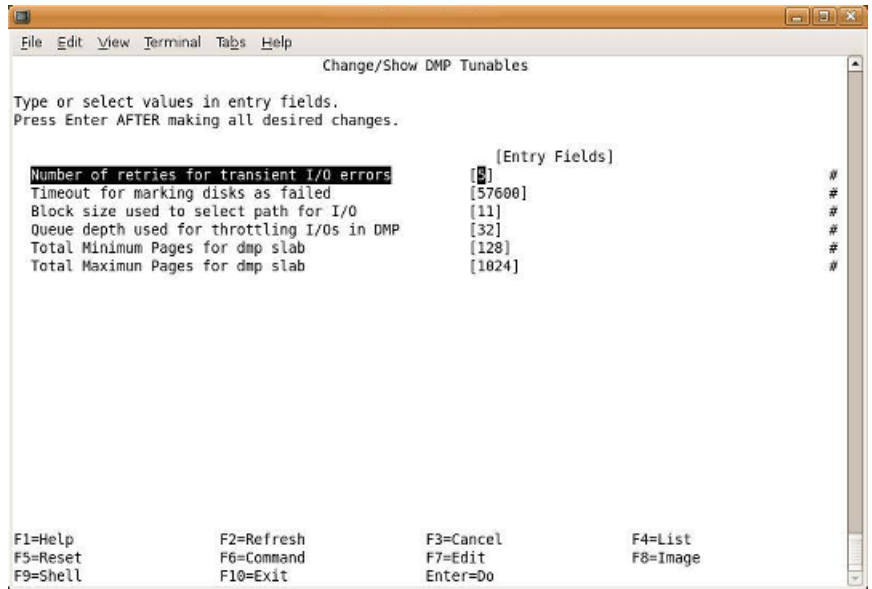 File Edit View Terminal Tabs Help
Change/Show DMP Tunables
Type or select values in entry fields.
Press Enter AFTER making all desired changes.
[Entry Fields]
Number of retries for transient I/O errors [5] #
Timeout for marking disks as failed [57600] #
Block size used to select path for I/O [11] #
Queue depth used for throttling I/Os in DMP [32] #
Total Minimum Pages for dmp slab [128] #
Total Maximun Pages for dmp slab [1024] #
F1=Help F2=Refresh F3=Cancel F4=List
F5=Reset F6=Command F7=Edit F8=Image
F9=Shell F10=Exit Enter=Do